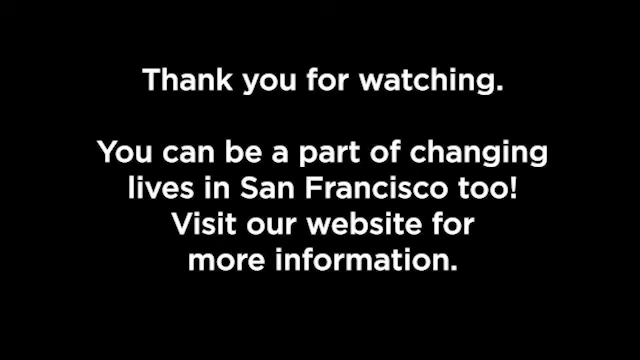 Thank you for watching.
You can be a part of changing
lives in San Francisco too!
Visit our website for
more information.